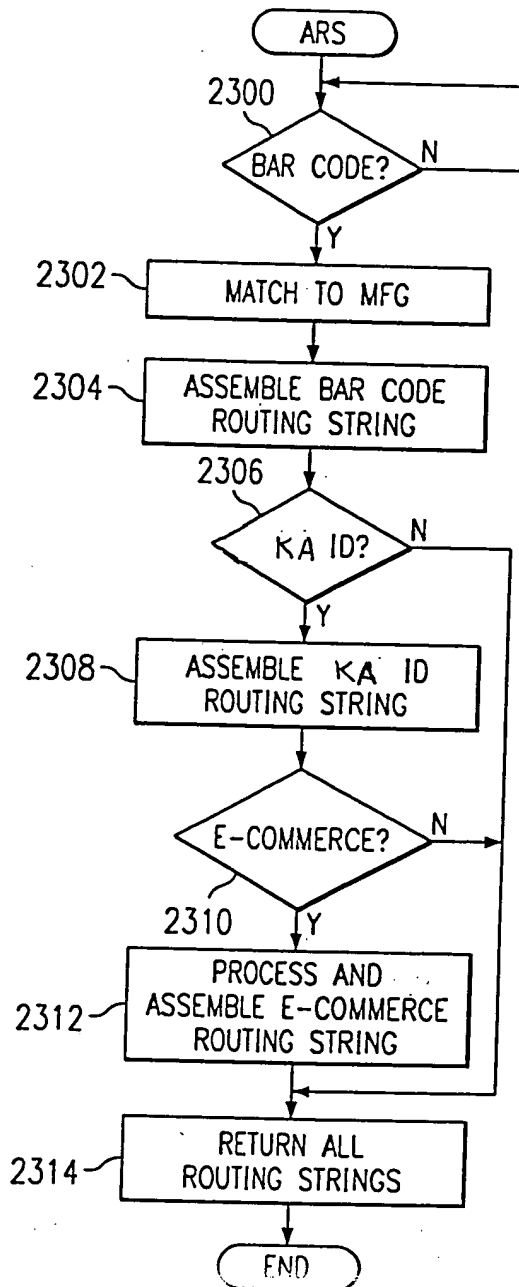 ARS
2300
BAR CODE?
N
Y
2302
MATCH TO MFG
2304
ASSEMBLE BAR CODE
ROUTING STRING
2306
KA ID?
N
Y
2308
ASSEMBLE KA ID
ROUTING STRING
E-COMMERCE?
N
2310
Y
2312
PROCESS AND
ASSEMBLE E-COMMERCE
ROUTING STRING
2314
RETURN ALL
ROUTING STRINGS
END